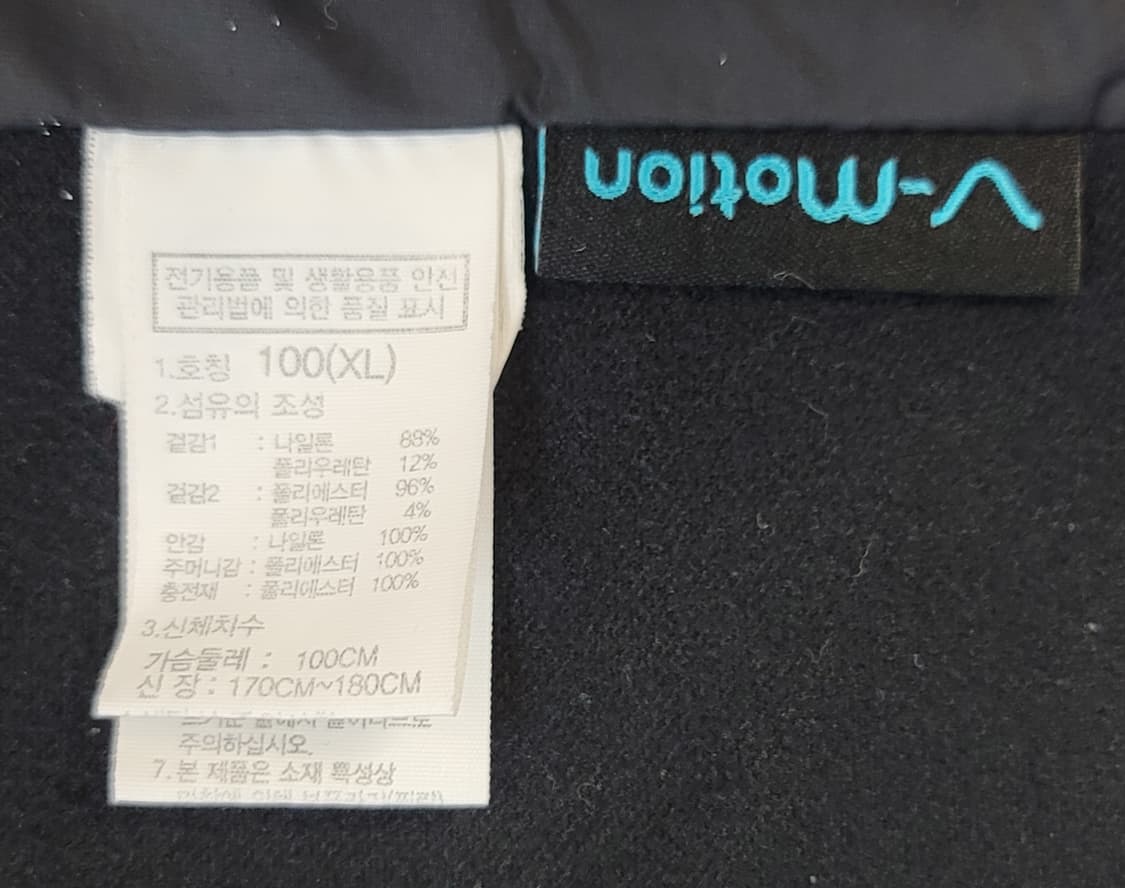 V-motion
전기용품 및 생활용품 안전
관리법에 의한 품질 표시
1.호칭 100(XL)
2.섬유의 조성
겉감1 : 나일론 88%
폴리우레탄 12%
겉감2 : 폴리에스터 96%
폴리우레탄 4%
안감 : 나일론 100%
주머니감 : 폴리에스터 100%
충전재 : 폴리에스터 100%
3.신체치수
가슴둘레 : 100CM
신 장 : 170CM~180CM
주의하십시오.
7.본 제품은 소재 특성상